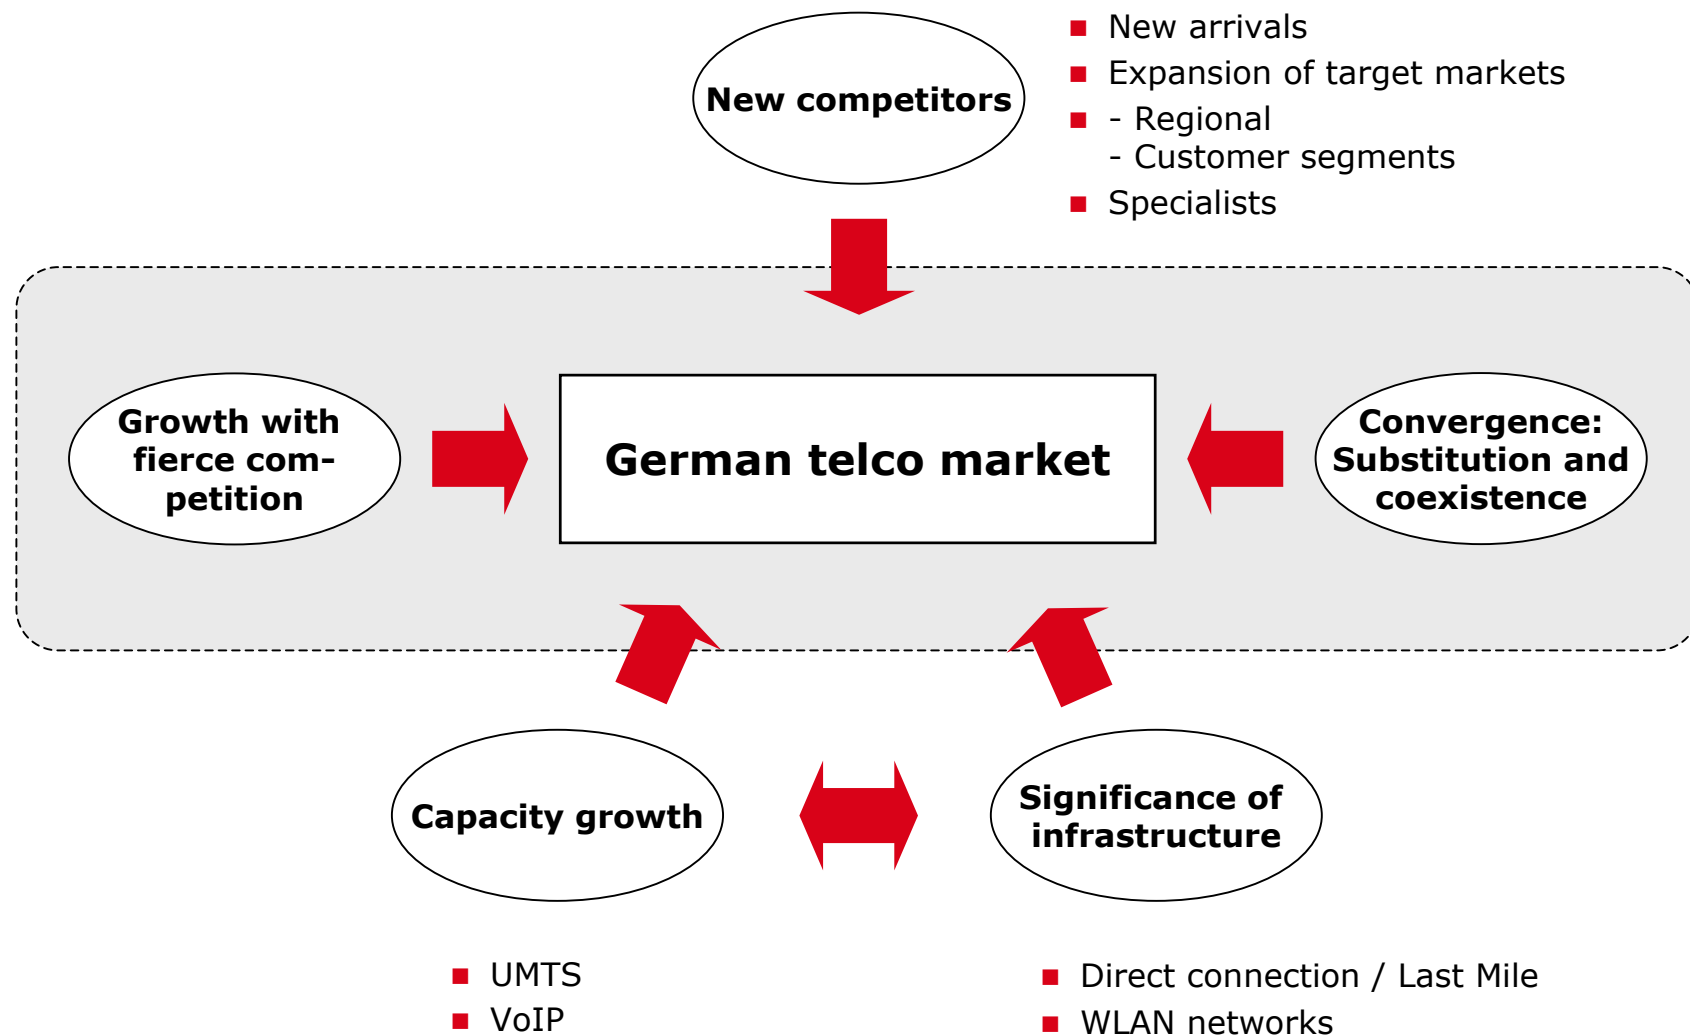 New competitors
New arrivals
Expansion of target markets
- Regional
- Customer segments
Specialists
Growth with
fierce com-
petition
German telco market
Convergence:
Substitution and
coexistence
Capacity growth
Significance of
infrastructure
UMTS
VoIP
Direct connection / Last Mile
WLAN networks